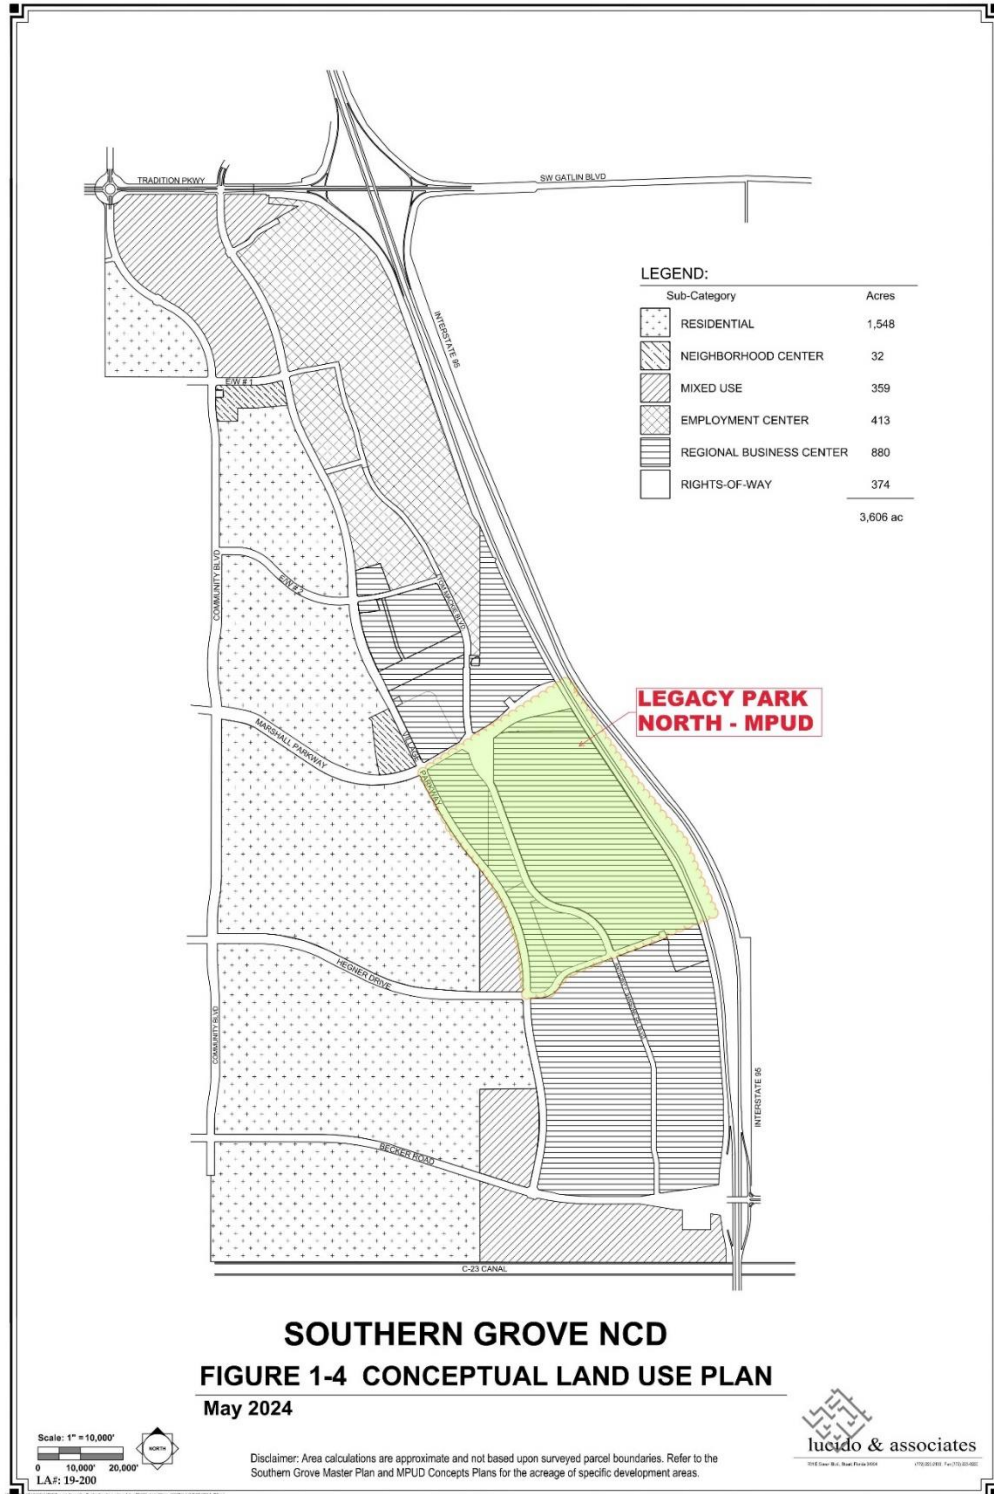 TRADITION PKWY
SW GATLIN BLVD
INTERSTATE 95
LEGEND:
Sub-Category Acres
RESIDENTIAL 1,548
NEIGHBORHOOD CENTER 32
MIXED USE 359
EMPLOYMENT CENTER 413
REGIONAL BUSINESS CENTER 880
RIGHTS-OF-WAY 374
3,606 ac
E/W # 1
COMMUNITY BLVD
E/W # 2
TOM MACKIE BLVD
LEGACY PARK
NORTH - MPUD
MARSHALL PARKWAY
VILLAGE
PARKWAY
HEGNER DRIVE
COMMUNITY BLVD
INTERSTATE 95
BECKER ROAD
C-23 CANAL
SOUTHERN GROVE NCD
FIGURE 1-4 CONCEPTUAL LAND USE PLAN
May 2024
Scale: 1" = 10,000'
0 10,000' 20,000'
LA#: 19-200
NORTH
Disclaimer: Area calculations are approximate and not based upon surveyed parcel boundaries. Refer to the
Southern Grove Master Plan and MPUD Concepts Plans for the acreage of specific development areas.
lucido & associates